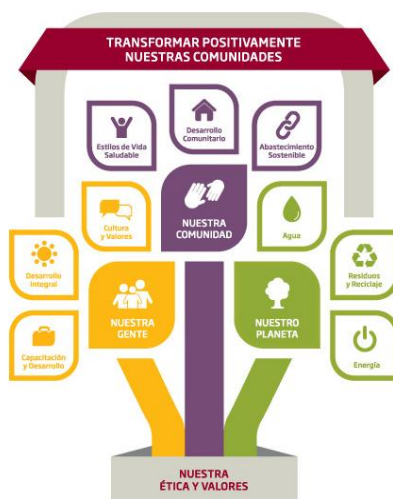 TRANSFORMAR POSITIVAMENTE
NUESTRAS COMUNIDADES
Estilos de Vida
Saludable
Desarrollo
Comunitario
Abastecimiento
Sostenible
Cultura
y Valores
NUESTRA
COMUNIDAD
Agua
Desarrollo
Integral
NUESTRA
GENTE
NUESTRO
PLANETA
Residuos
y Reciclaje
Capacitación
y Desarrollo
Energía
NUESTRA
ÉTICA Y VALORES